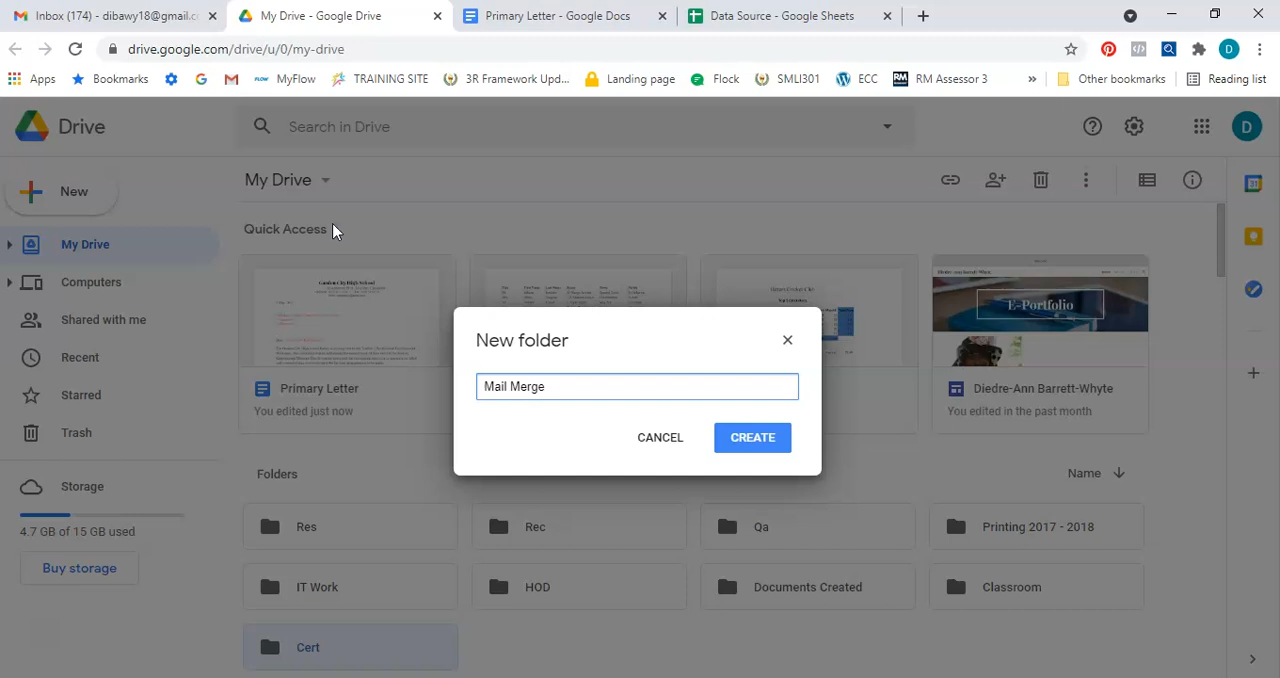 Inbox (174) - dibawy18@gmail.c
My Drive - Google Drive
Primary Letter - Google Docs
Data Source - Google Sheets
drive.google.com/drive/u/0/my-drive
Apps
Bookmarks
MyFlow
TRAINING SITE
3R Framework Upd...
Landing page
Flock
SMLI301
ECC
RM Assessor 3
»
Other bookmarks
Reading list
Drive
Search in Drive
D
New
My Drive
My Drive
Computers
Shared with me
Recent
Starred
Trash
Storage
4.7 GB of 15 GB used
Buy storage
Quick Access
Primary Letter
You edited just now
E-Portfolio
Diedre-Ann Barrett-Whyte
You edited in the past month
New folder
Mail Merge
CANCEL
CREATE
Folders
Name
Res
Rec
Qa
Printing 2017 - 2018
IT Work
HOD
Documents Created
Classroom
Cert